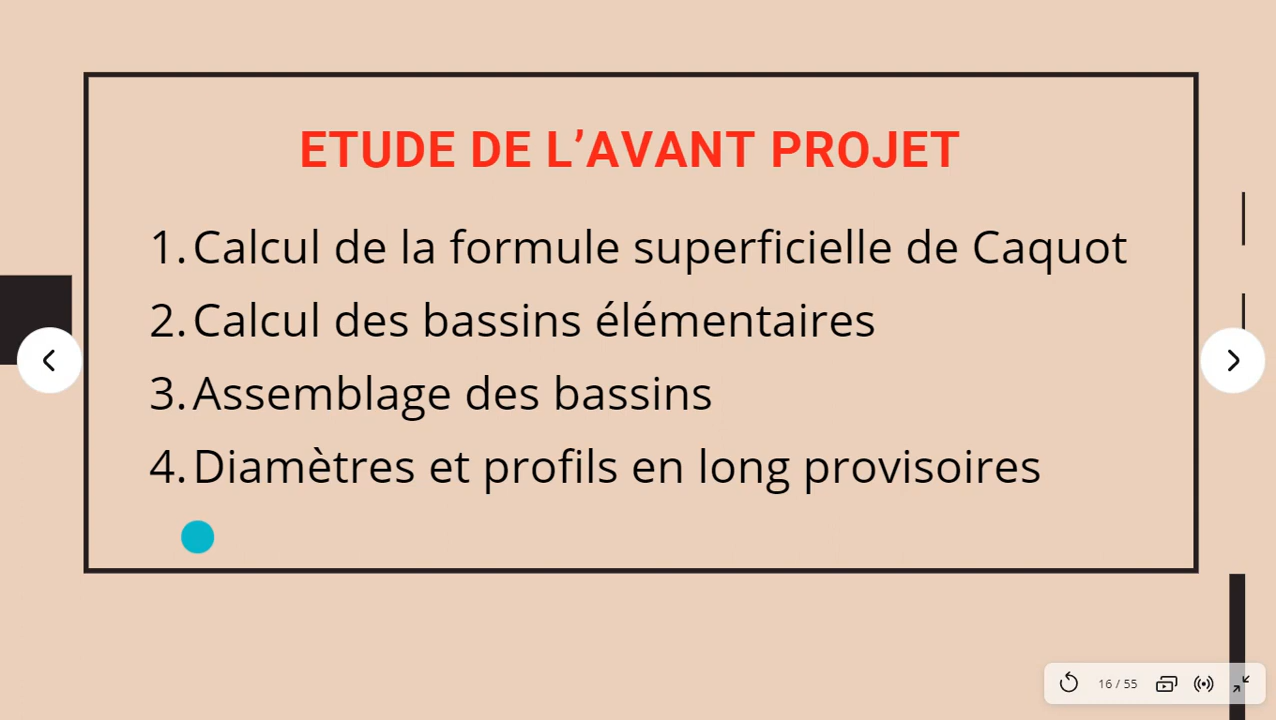 ETUDE DE L’AVANT PROJET
1. Calcul de la formule superficielle de Caquot
2. Calcul des bassins élémentaires
3. Assemblage des bassins
4. Diamètres et profils en long provisoires
16 / 55